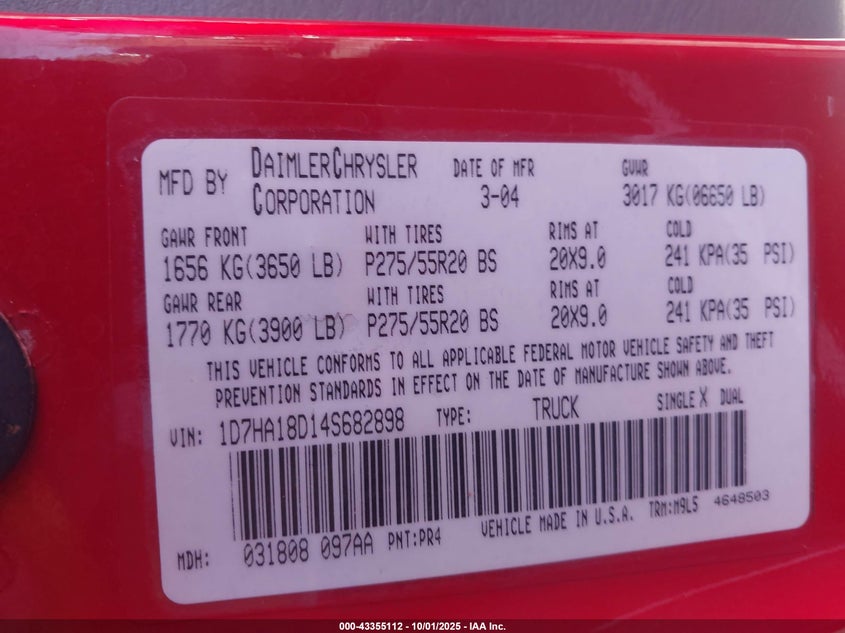 MFD BY DAIMLERCHRYSLER CORPORATION DATE OF MFR 3-04 GVWR 3017 KG(06650 LB)
GAWR FRONT WITH TIRES RIMS AT COLD
1656 KG(3650 LB) P275/55R20 BS 20X9.0 241 KPA(35 PSI)
GAWR REAR WITH TIRES RIMS AT COLD
1770 KG(3900 LB) P275/55R20 BS 20X9.0 241 KPA(35 PSI)
THIS VEHICLE CONFORMS TO ALL APPLICABLE FEDERAL MOTOR VEHICLE SAFETY AND THEFT
PREVENTION STANDARDS IN EFFECT ON THE DATE OF MANUFACTURE SHOWN ABOVE.
VIN: 1D7HA18D14S682898 TYPE: TRUCK SINGLE X DUAL
MDH: 031808 097AA PNT:PR4 VEHICLE MADE IN U.S.A. TRM:M9L5 4648503
000-43355112 - 10/01/2025 - IAA Inc.